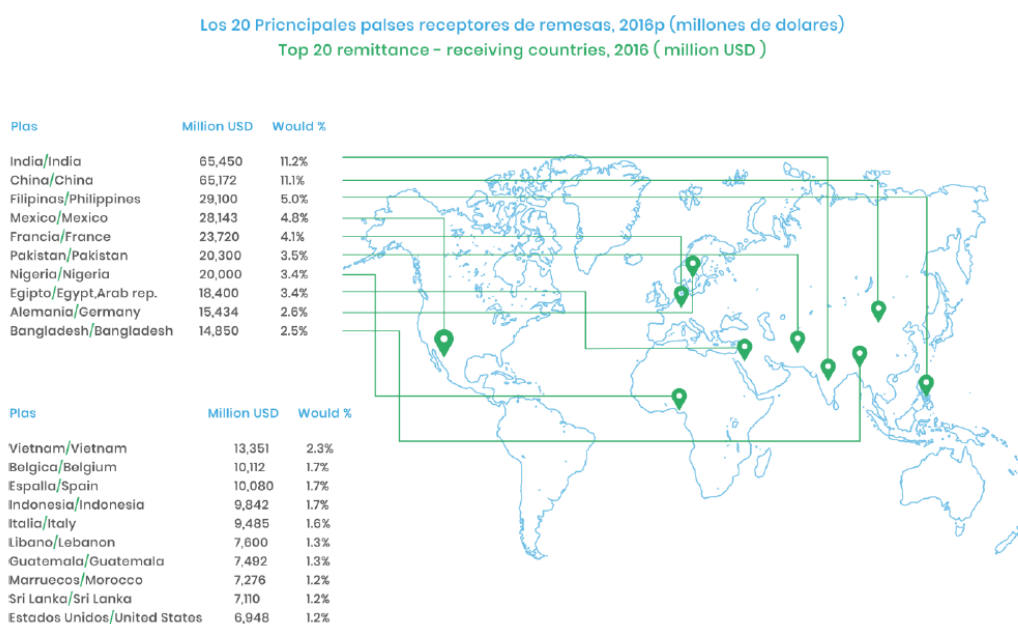 Los 20 Pricncipales palses receptores de remesas, 2016p (millones de dolares)
Top 20 remittance - receiving countries, 2016 ( million USD )
Plas Million USD Would %
India/India 65,450 11.2%
China/China 65,172 11.1%
Filipinas/Philippines 29,100 5.0%
Mexico/Mexico 28,143 4.8%
Francia/France 23,720 4.1%
Pakistan/Pakistan 20,300 3.5%
Nigeria/Nigeria 20,000 3.4%
Egipto/Egypt,Arab rep. 18,400 3.4%
Alemania/Germany 15,434 2.6%
Bangladesh/Bangladesh 14,850 2.5%
Plas Million USD Would %
Vietnam/Vietnam 13,351 2.3%
Belgica/Belgium 10,112 1.7%
Espalla/Spain 10,080 1.7%
Indonesia/Indonesia 9,842 1.7%
Italia/Italy 9,485 1.6%
Libano/Lebanon 7,600 1.3%
Guatemala/Guatemala 7,492 1.3%
Marruecos/Morocco 7,276 1.2%
Sri Lanka/Sri Lanka 7,110 1.2%
Estados Unidos/United States 6,948 1.2%